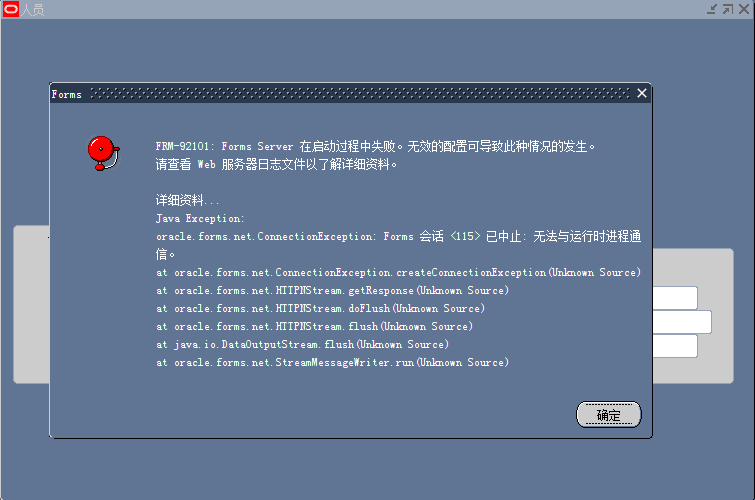 人员
Forms
FRM-92101: Forms Server 在启动过程中失败。无效的配置可导致此种情况的发生。
请查看 Web 服务器日志文件以了解详细资料。
详细资料...
Java Exception:
oracle.forms.net.ConnectionException: Forms 会话 <115> 已中止: 无法与运行时进程通
信。
at oracle.forms.net.ConnectionException.createConnectionException(Unknown Source)
at oracle.forms.net.HTTPNStream.getResponse(Unknown Source)
at oracle.forms.net.HTTPNStream.doFlush(Unknown Source)
at oracle.forms.net.HTTPNStream.flush(Unknown Source)
at java.io.DataOutputStream.flush(Unknown Source)
at oracle.forms.net.StreamMessageWriter.run(Unknown Source)
确定